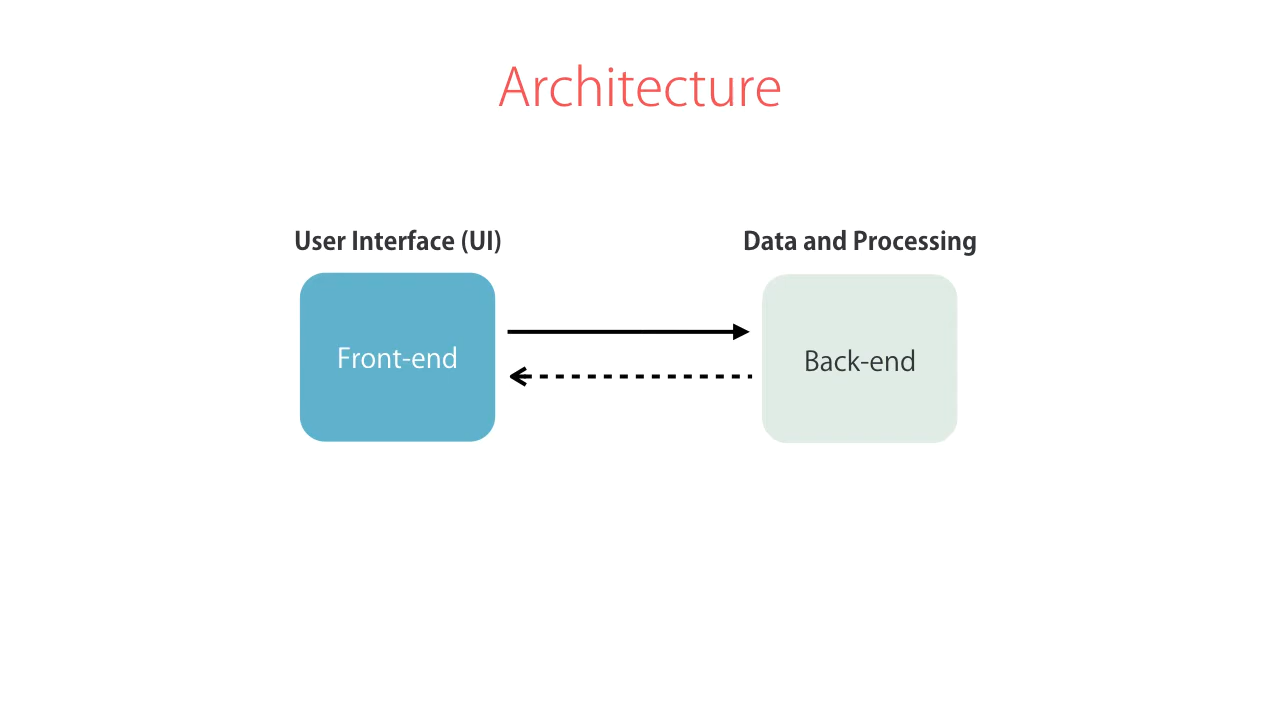 Architecture
User Interface (UI)
Data and Processing
Front-end
Back-end